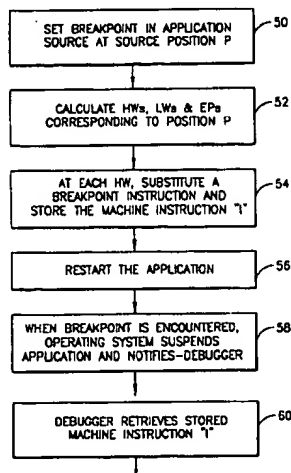 SET BREAKPOINT IN APPLICATION
SOURCE AT SOURCE POSITION P
50
CALCULATE HWs, LWs & EPs
CORRESPONDING TO POSITION P
52
AT EACH HW, SUBSTITUTE A
BREAKPOINT INSTRUCTION AND
STORE THE MACHINE INSTRUCTION "I"
54
RESTART THE APPLICATION
56
WHEN BREAKPOINT IS ENCOUNTERED,
OPERATING SYSTEM SUSPENDS
APPLICATION AND NOTIFIES-DEBUGGER
58
DEBUGGER RETRIEVES STORED
MACHINE INSTRUCTION "I"
60